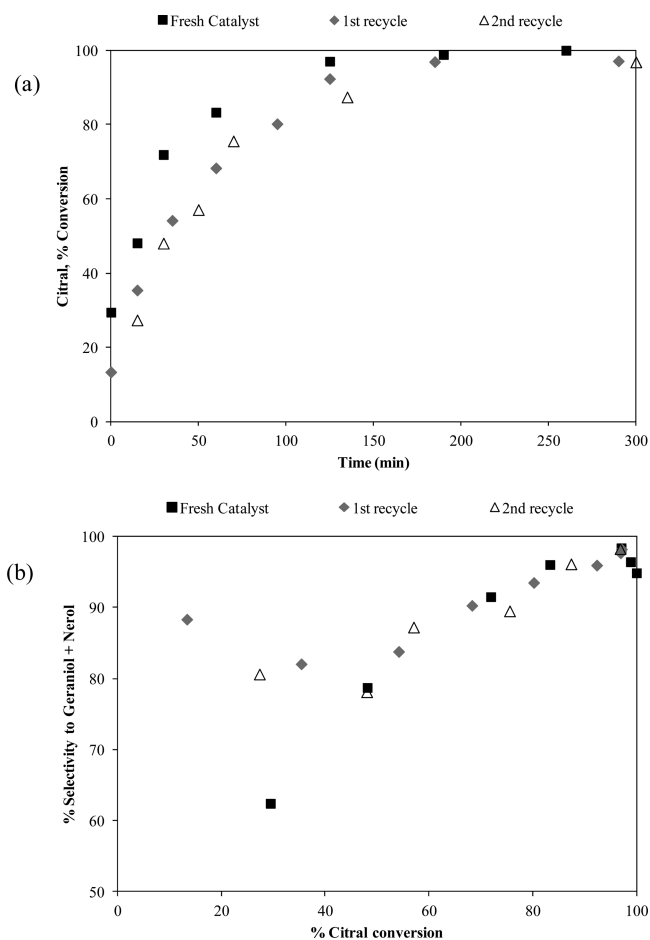 Fresh Catalyst 1st recycle 2nd recycle
(a)
100
80
60
40
20
0
Citral, % Conversion
0 50 100 150 200 250 300
Time (min)
Fresh Catalyst 1st recycle 2nd recycle
(b)
100
90
80
70
60
50
% Selectivity to Geraniol + Nerol
0 20 40 60 80 100
% Citral conversion